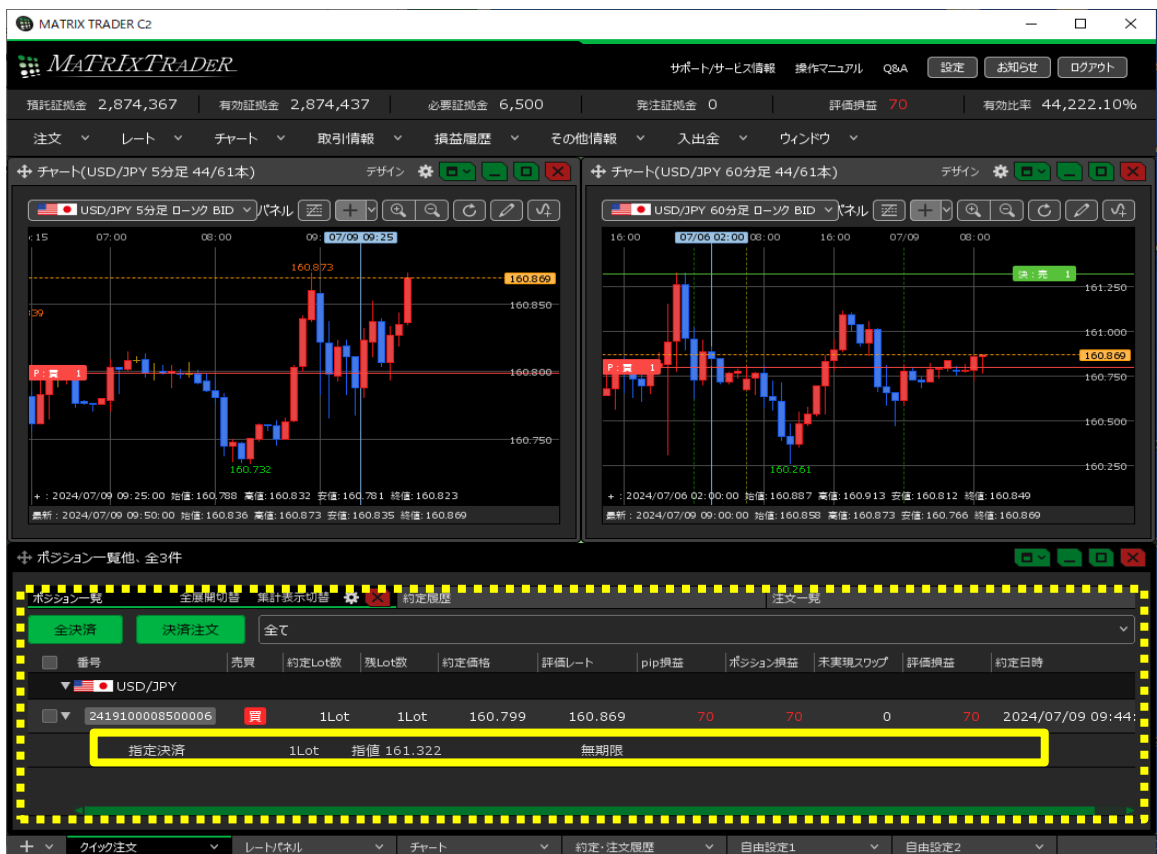 MATRIX TRADER C2
MATRIXTRADER
サポート/サービス情報 操作マニュアル Q&A 設定 お知らせ ログアウト
預託証拠金 2,874,367 有効証拠金 2,874,437 必要証拠金 6,500 発注証拠金 0 評価損益 70 有効比率 44,222.10%
注文 レート チャート 取引情報 損益履歴 その他情報 入出金 ウィンドウ
チャート(USD/JPY 5分足 44/61本) デザイン
USD/JPY 5分足 ローソク BID パネル
:15 07:00 08:00 09: 07/09 09:25
160.873
160.869
160.850
:39
P:買 1
160.800
160.750
160.732
+ : 2024/07/09 09:25:00 始値:160.788 高値:160.832 安値:160.781 終値:160.823
最新 : 2024/07/09 09:50:00 始値:160.836 高値:160.873 安値:160.835 終値:160.869
チャート(USD/JPY 60分足 44/61本) デザイン
USD/JPY 60分足 ローソク BID パネル
16:00 07/06 02:00 08:00 16:00 07/09 08:00
決:売 1
161.250
161.000
160.869
P:買 1
160.750
160.500
160.250
160.261
+ : 2024/07/06 02:00:00 始値:160.887 高値:160.913 安値:160.812 終値:160.849
最新 : 2024/07/09 09:00:00 始値:160.858 高値:160.873 安値:160.766 終値:160.869
ポジション一覧他、全3件
ポジション一覧 全展開切替 集計表示切替 約定履歴 注文一覧
全決済 決済注文 全て
番号 売買 約定Lot数 残Lot数 約定価格 評価レート pip損益 ポジション損益 未実現スワップ 評価損益 約定日時
USD/JPY
2419100008500006 買 1Lot 1Lot 160.799 160.869 70 70 0 70 2024/07/09 09:44:
指定決済 1Lot 指値 161.322 無期限
クイック注文 レートパネル チャート 約定・注文履歴 自由設定1 自由設定2